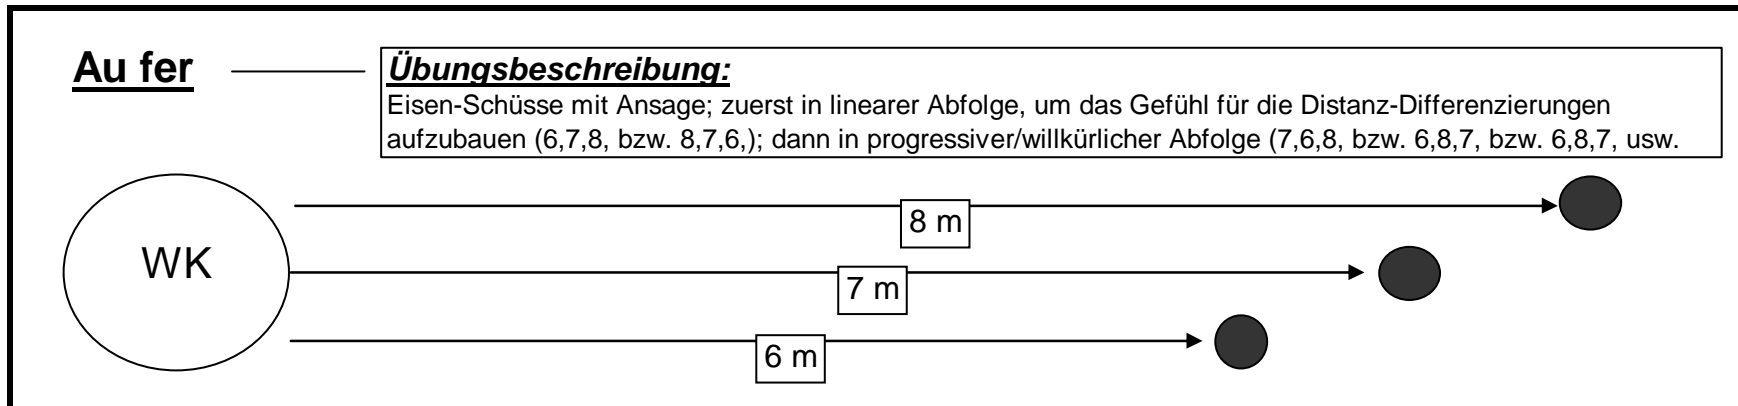 Au fer
Übungsbeschreibung:
Eisen-Schüsse mit Ansage; zuerst in linearer Abfolge, um das Gefühl für die Distanz-Differenzierungen
aufzubauen (6,7,8, bzw. 8,7,6,); dann in progressiver/willkürlicher Abfolge (7,6,8, bzw. 6,8,7, bzw. 6,8,7, usw.
WK
8 m
7 m
6 m